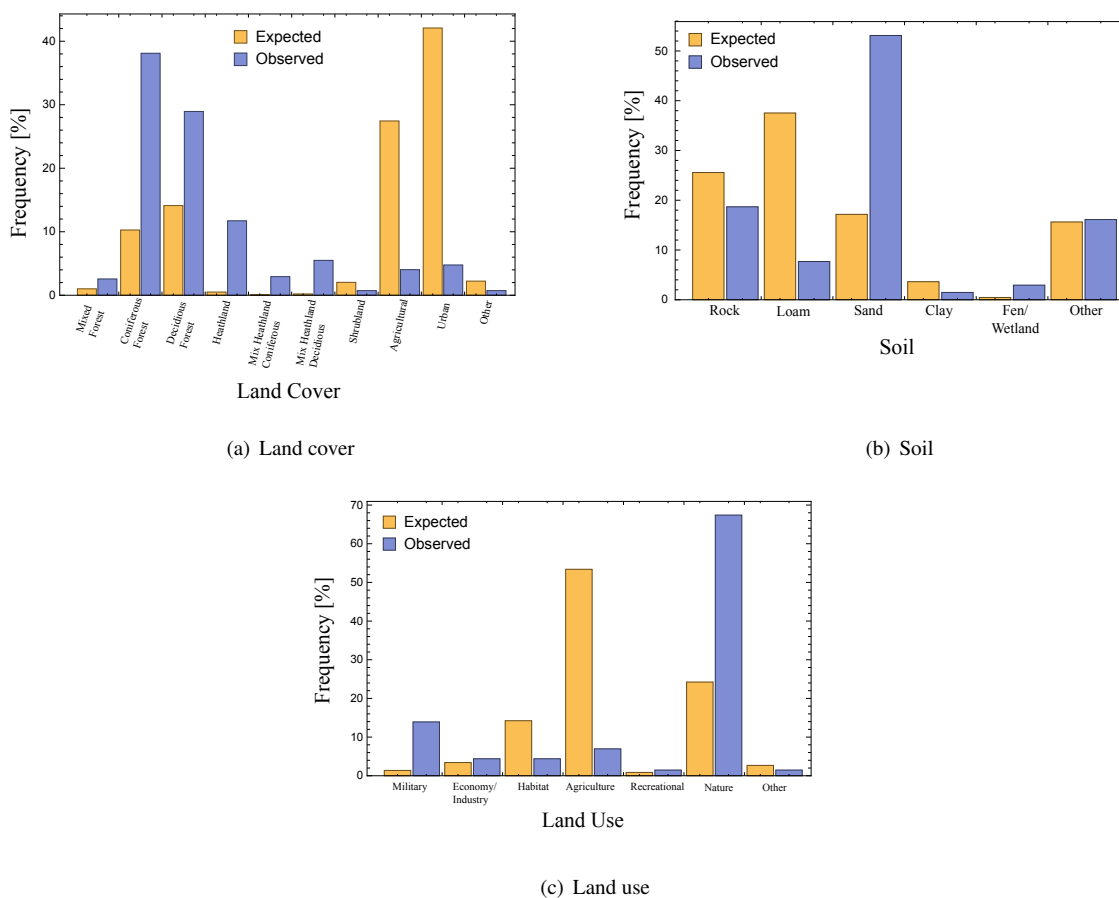 Frequency [%]
40
30
20
10
0
Expected
Observed
Mixed
Forest
Coniferous
Forest
Decidious
Forest
Heathland
Mix Heathland
Coniferous
Mix Heathland
Decidious
Shrubland
Agricultural
Urban
Other
Land Cover
(a) Land cover
Frequency [%]
50
40
30
20
10
0
Expected
Observed
Rock
Loam
Sand
Clay
Fen/
Wetland
Other
Soil
(b) Soil
Frequency [%]
70
60
50
40
30
20
10
0
Expected
Observed
Military
Economy/
Industry
Habitat
Agriculture
Recreational
Nature
Other
Land Use
(c) Land use